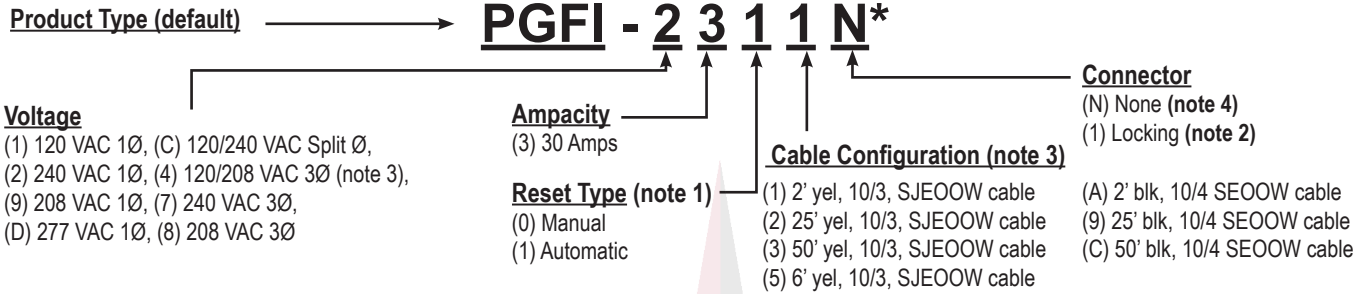 Product Type (default)
PGFI - 2 3 1 1 N*
Voltage
(1) 120 VAC 1Ø, (C) 120/240 VAC Split Ø,
(2) 240 VAC 1Ø, (4) 120/208 VAC 3Ø (note 3),
(9) 208 VAC 1Ø, (7) 240 VAC 3Ø,
(D) 277 VAC 1Ø, (8) 208 VAC 3Ø
Ampacity
(3) 30 Amps
Reset Type (note 1)
(0) Manual
(1) Automatic
Cable Configuration (note 3)
(1) 2' yel, 10/3, SJEOOW cable
(2) 25' yel, 10/3, SJEOOW cable
(3) 50' yel, 10/3, SJEOOW cable
(5) 6' yel, 10/3, SJEOOW cable
(A) 2' blk, 10/4 SEOOW cable
(9) 25' blk, 10/4 SEOOW cable
(C) 50' blk, 10/4 SEOOW cable
Connector
(N) None (note 4)
(1) Locking (note 2)